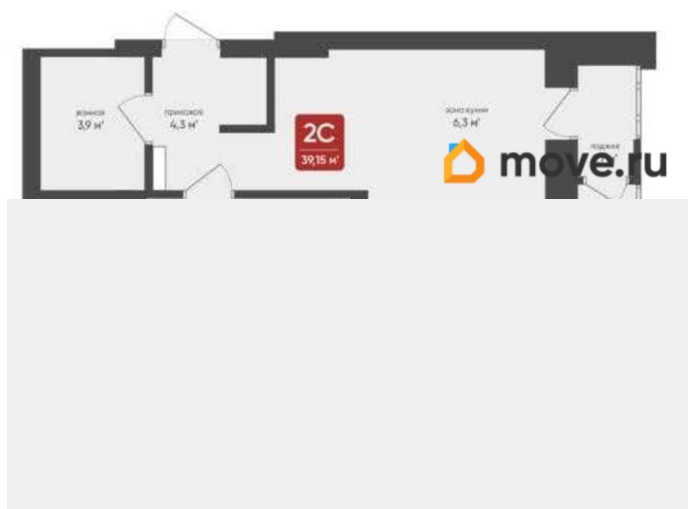 ванная
3,9 м²
прихожая
4.3 м²
2С
39,15 м²
зона кухни
6,3 м²
лоджия
move.ru